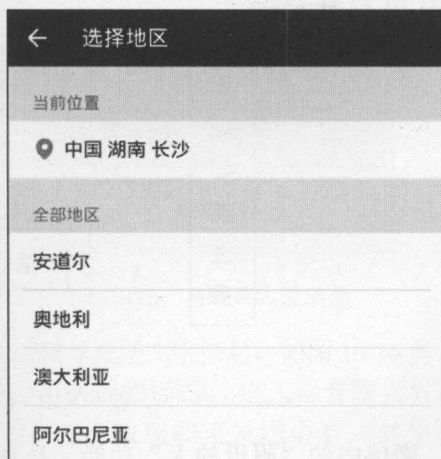 选择地区
当前位置
中国 湖南 长沙
全部地区
安道尔
奥地利
澳大利亚
阿尔巴尼亚